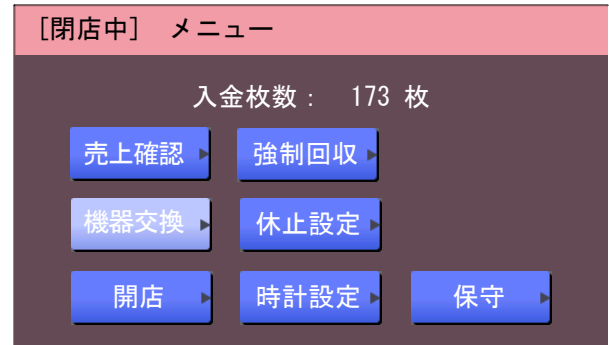 [閉店中] メニュー
入金枚数: 173 枚
売上確認 強制回収
機器交換 休止設定
開店 時計設定 保守